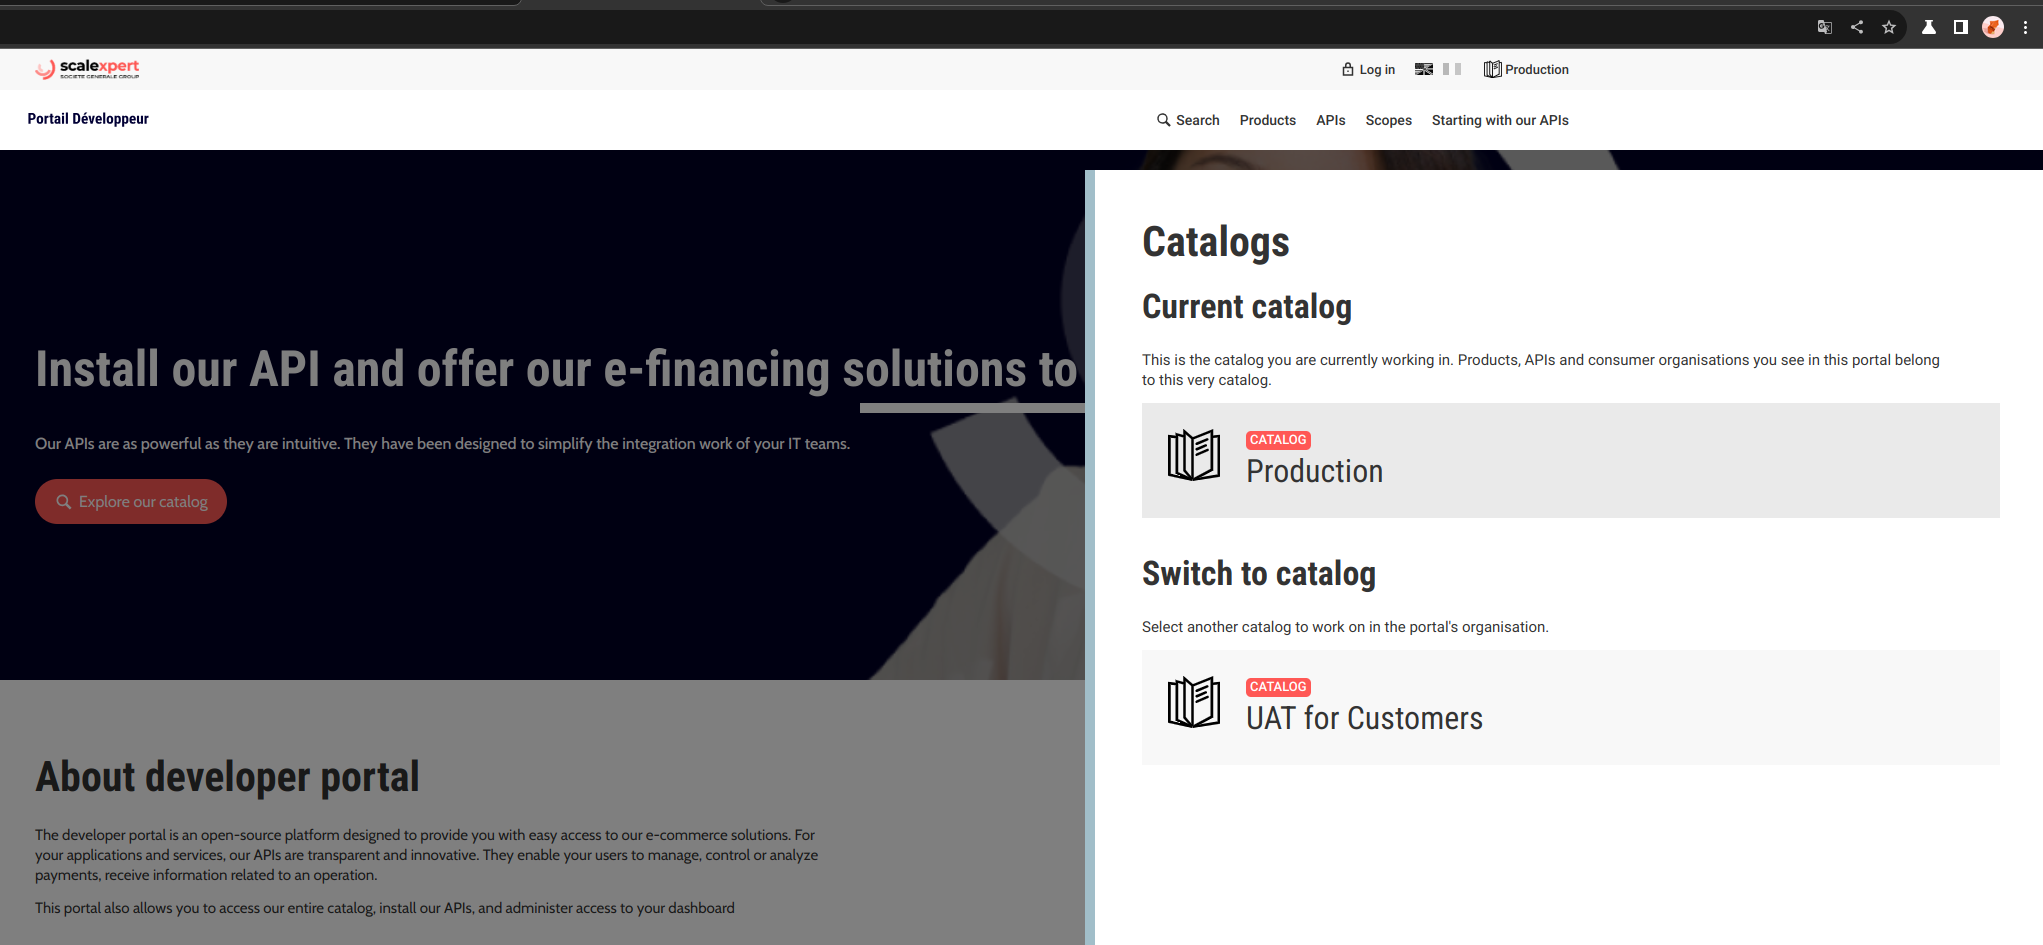 scalexpert
SOCIETE GENERALE GROUP
Log in
Production
Portail Développeur
Search
Products
APIs
Scopes
Starting with our APIs
Install our API and offer our e-financing solutions to
Our APIs are as powerful as they are intuitive. They have been designed to simplify the integration work of your IT teams.
Explore our catalog
About developer portal
The developer portal is an open-source platform designed to provide you with easy access to our e-commerce solutions. For
your applications and services, our APIs are transparent and innovative. They enable your users to manage, control or analyze
payments, receive information related to an operation.
This portal also allows you to access our entire catalog, install our APIs, and administer access to your dashboard
Catalogs
Current catalog
This is the catalog you are currently working in. Products, APIs and consumer organisations you see in this portal belong
to this very catalog.
CATALOG
Production
Switch to catalog
Select another catalog to work on in the portal's organisation.
CATALOG
UAT for Customers